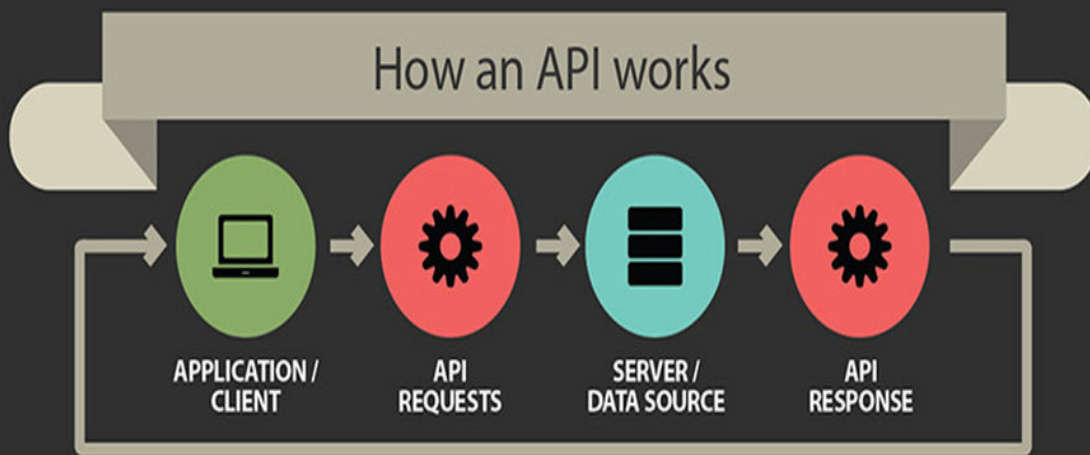 How an API works
APPLICATION /
CLIENT
API
REQUESTS
SERVER /
DATA SOURCE
API
RESPONSE